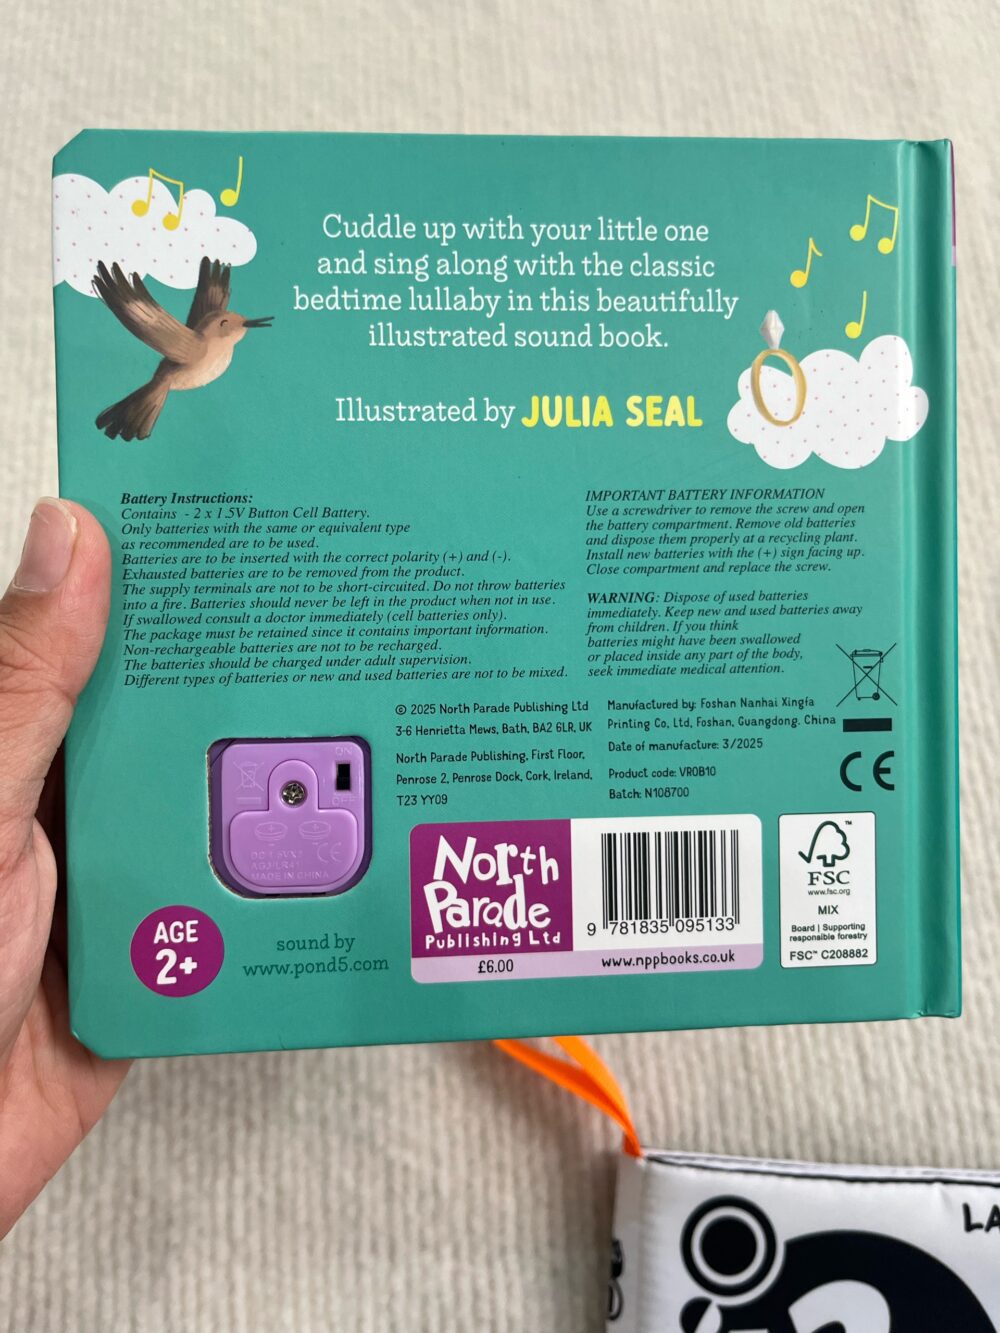 Cuddle up with your little one
and sing along with the classic
bedtime lullaby in this beautifully
illustrated sound book.
Illustrated by JULIA SEAL
Battery Instructions:
Contains - 2 x 1.5V Button Cell Battery.
Only batteries with the same or equivalent type
as recommended are to be used.
Batteries are to be inserted with the correct polarity (+) and (-).
Exhausted batteries are to be removed from the product.
The supply terminals are not to be short-circuited. Do not throw batteries
into a fire. Batteries should never be left in the product when not in use.
If swallowed consult a doctor immediately (cell batteries only).
The package must be retained since it contains important information.
Non-rechargeable batteries are not to be recharged.
The batteries should be charged under adult supervision.
Different types of batteries or new and used batteries are not to be mixed.
IMPORTANT BATTERY INFORMATION
Use a screwdriver to remove the screw and open
the battery compartment. Remove old batteries
and dispose them properly at a recycling plant.
Install new batteries with the (+) sign facing up.
Close compartment and replace the screw.
WARNING: Dispose of used batteries
immediately. Keep new and used batteries away
from children. If you think
batteries might have been swallowed
or placed inside any part of the body,
seek immediate medical attention.
© 2025 North Parade Publishing Ltd
3-6 Henrietta Mews, Bath, BA2 6LR, UK
North Parade Publishing, First Floor,
Penrose 2, Penrose Dock, Cork, Ireland,
T23 YY09
Manufactured by: Foshan Nanhai Xingfa
Printing Co, Ltd, Foshan, Guangdong. China
Date of manufacture: 3/2025
Product code: VROB10
Batch: N108700
CE
ON
OFF
CE
MADE IN CHINA
AGE
2+
sound by
www.pond5.com
North
Parade
Publishing Ltd
£6.00
9 781835 095133
www.nppbooks.co.uk
FSC
www.fsc.org
MIX
Board | Supporting
responsible forestry
FSC™ C208882
LA